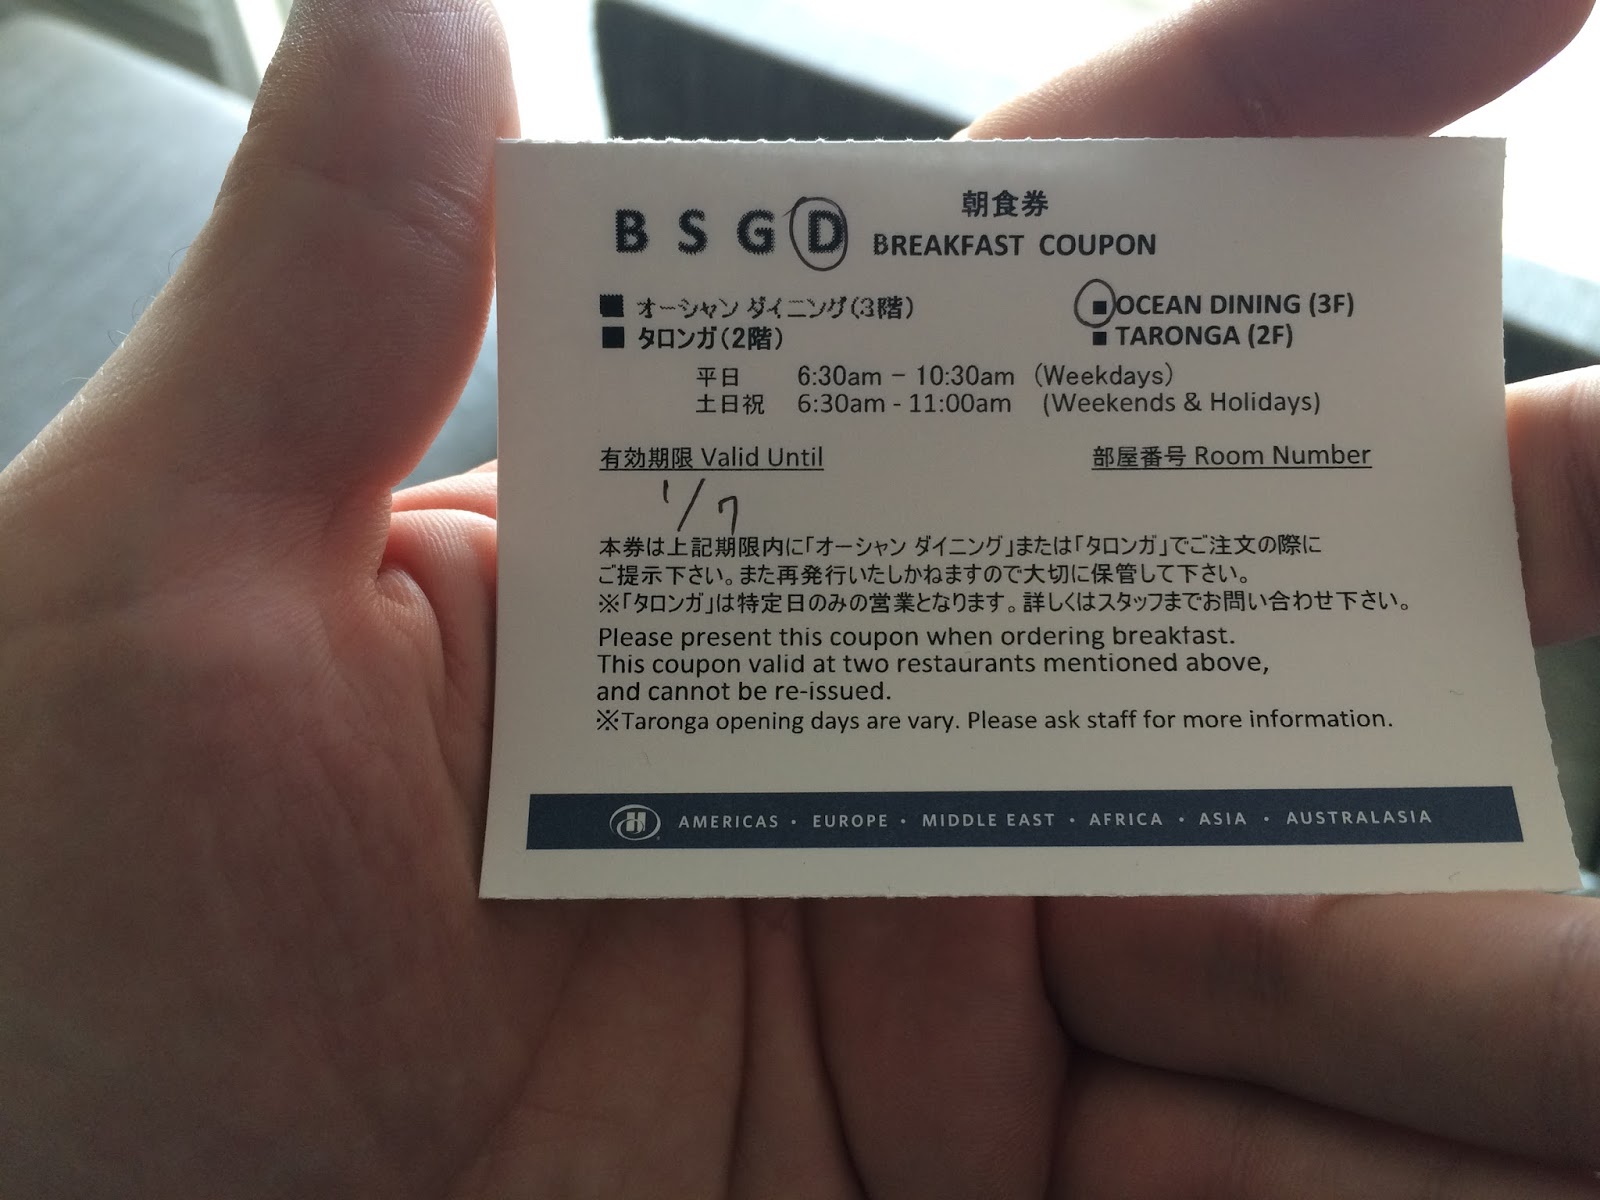 朝食券
B S G D BREAKFAST COUPON
■ オーシャン ダイニング(3階) ■OCEAN DINING (3F)
■ タロンガ(2階) ■ TARONGA (2F)
平日 6:30am – 10:30am (Weekdays)
土日祝 6:30am - 11:00am (Weekends & Holidays)
有効期限 Valid Until 部屋番号 Room Number
1/7
本券は上記期限内に「オーシャン ダイニング」または「タロンガ」でご注文の際に
ご提示下さい。また再発行いたしかねますので大切に保管して下さい。
※「タロンガ」は特定日のみの営業となります。詳しくはスタッフまでお問い合わせ下さい。
Please present this coupon when ordering breakfast.
This coupon valid at two restaurants mentioned above,
and cannot be re-issued.
※Taronga opening days are vary. Please ask staff for more information.
H AMERICAS • EUROPE • MIDDLE EAST • AFRICA • ASIA • AUSTRALASIA